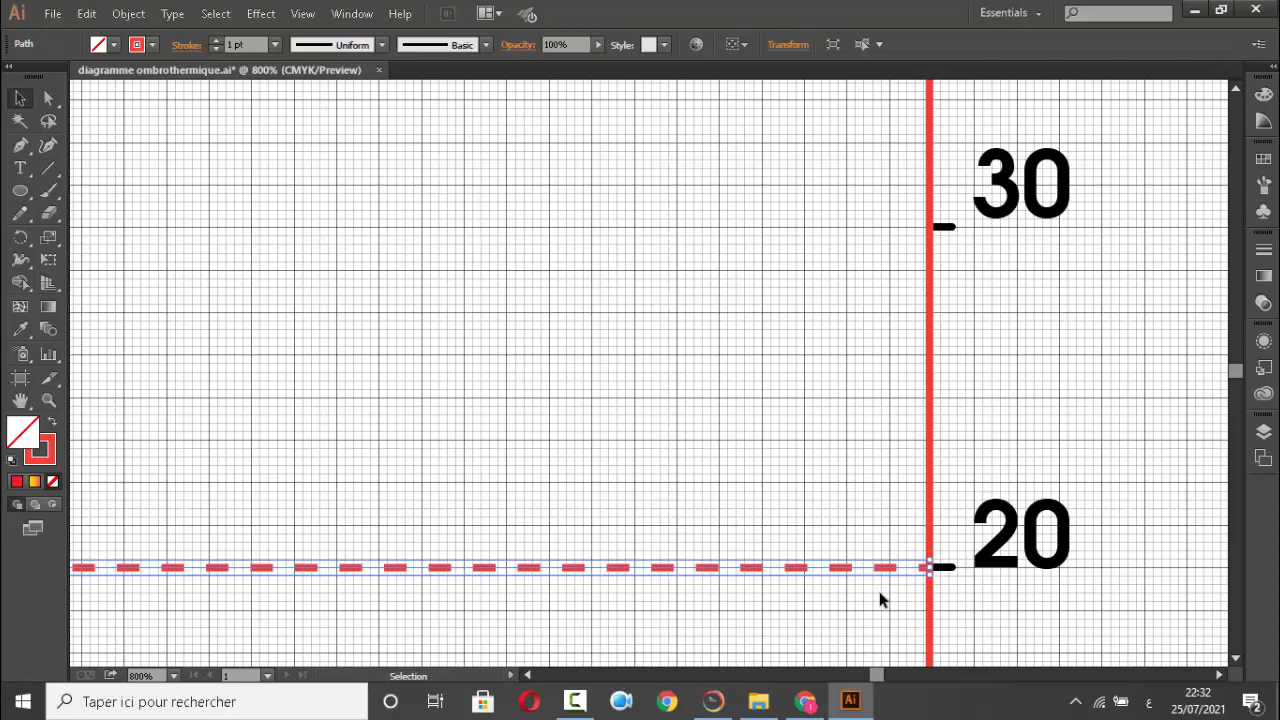 Ai File Edit Object Type Select Effect View Window Help Br Essentials
Path Stroke: 1 pt Uniform Basic Opacity: 100% Style: Transform
diagramme ombrothermique.ai* @ 800% (CMYK/Preview) ×
30
20
800% 1 Selection
Taper ici pour rechercher ع 22:32
25/07/2021 2